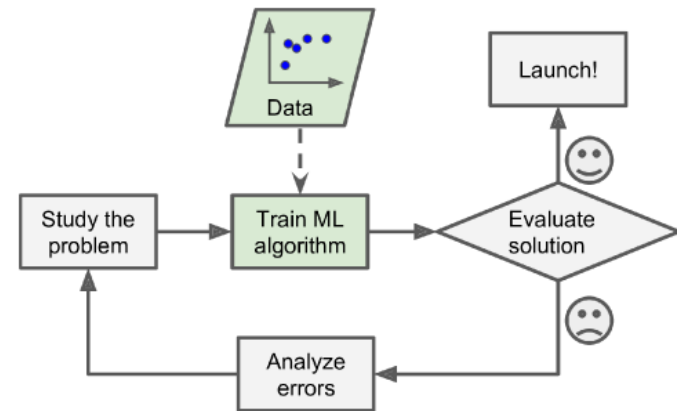 Data
Launch!
Study the
problem
Train ML
algorithm
Evaluate
solution
Analyze
errors